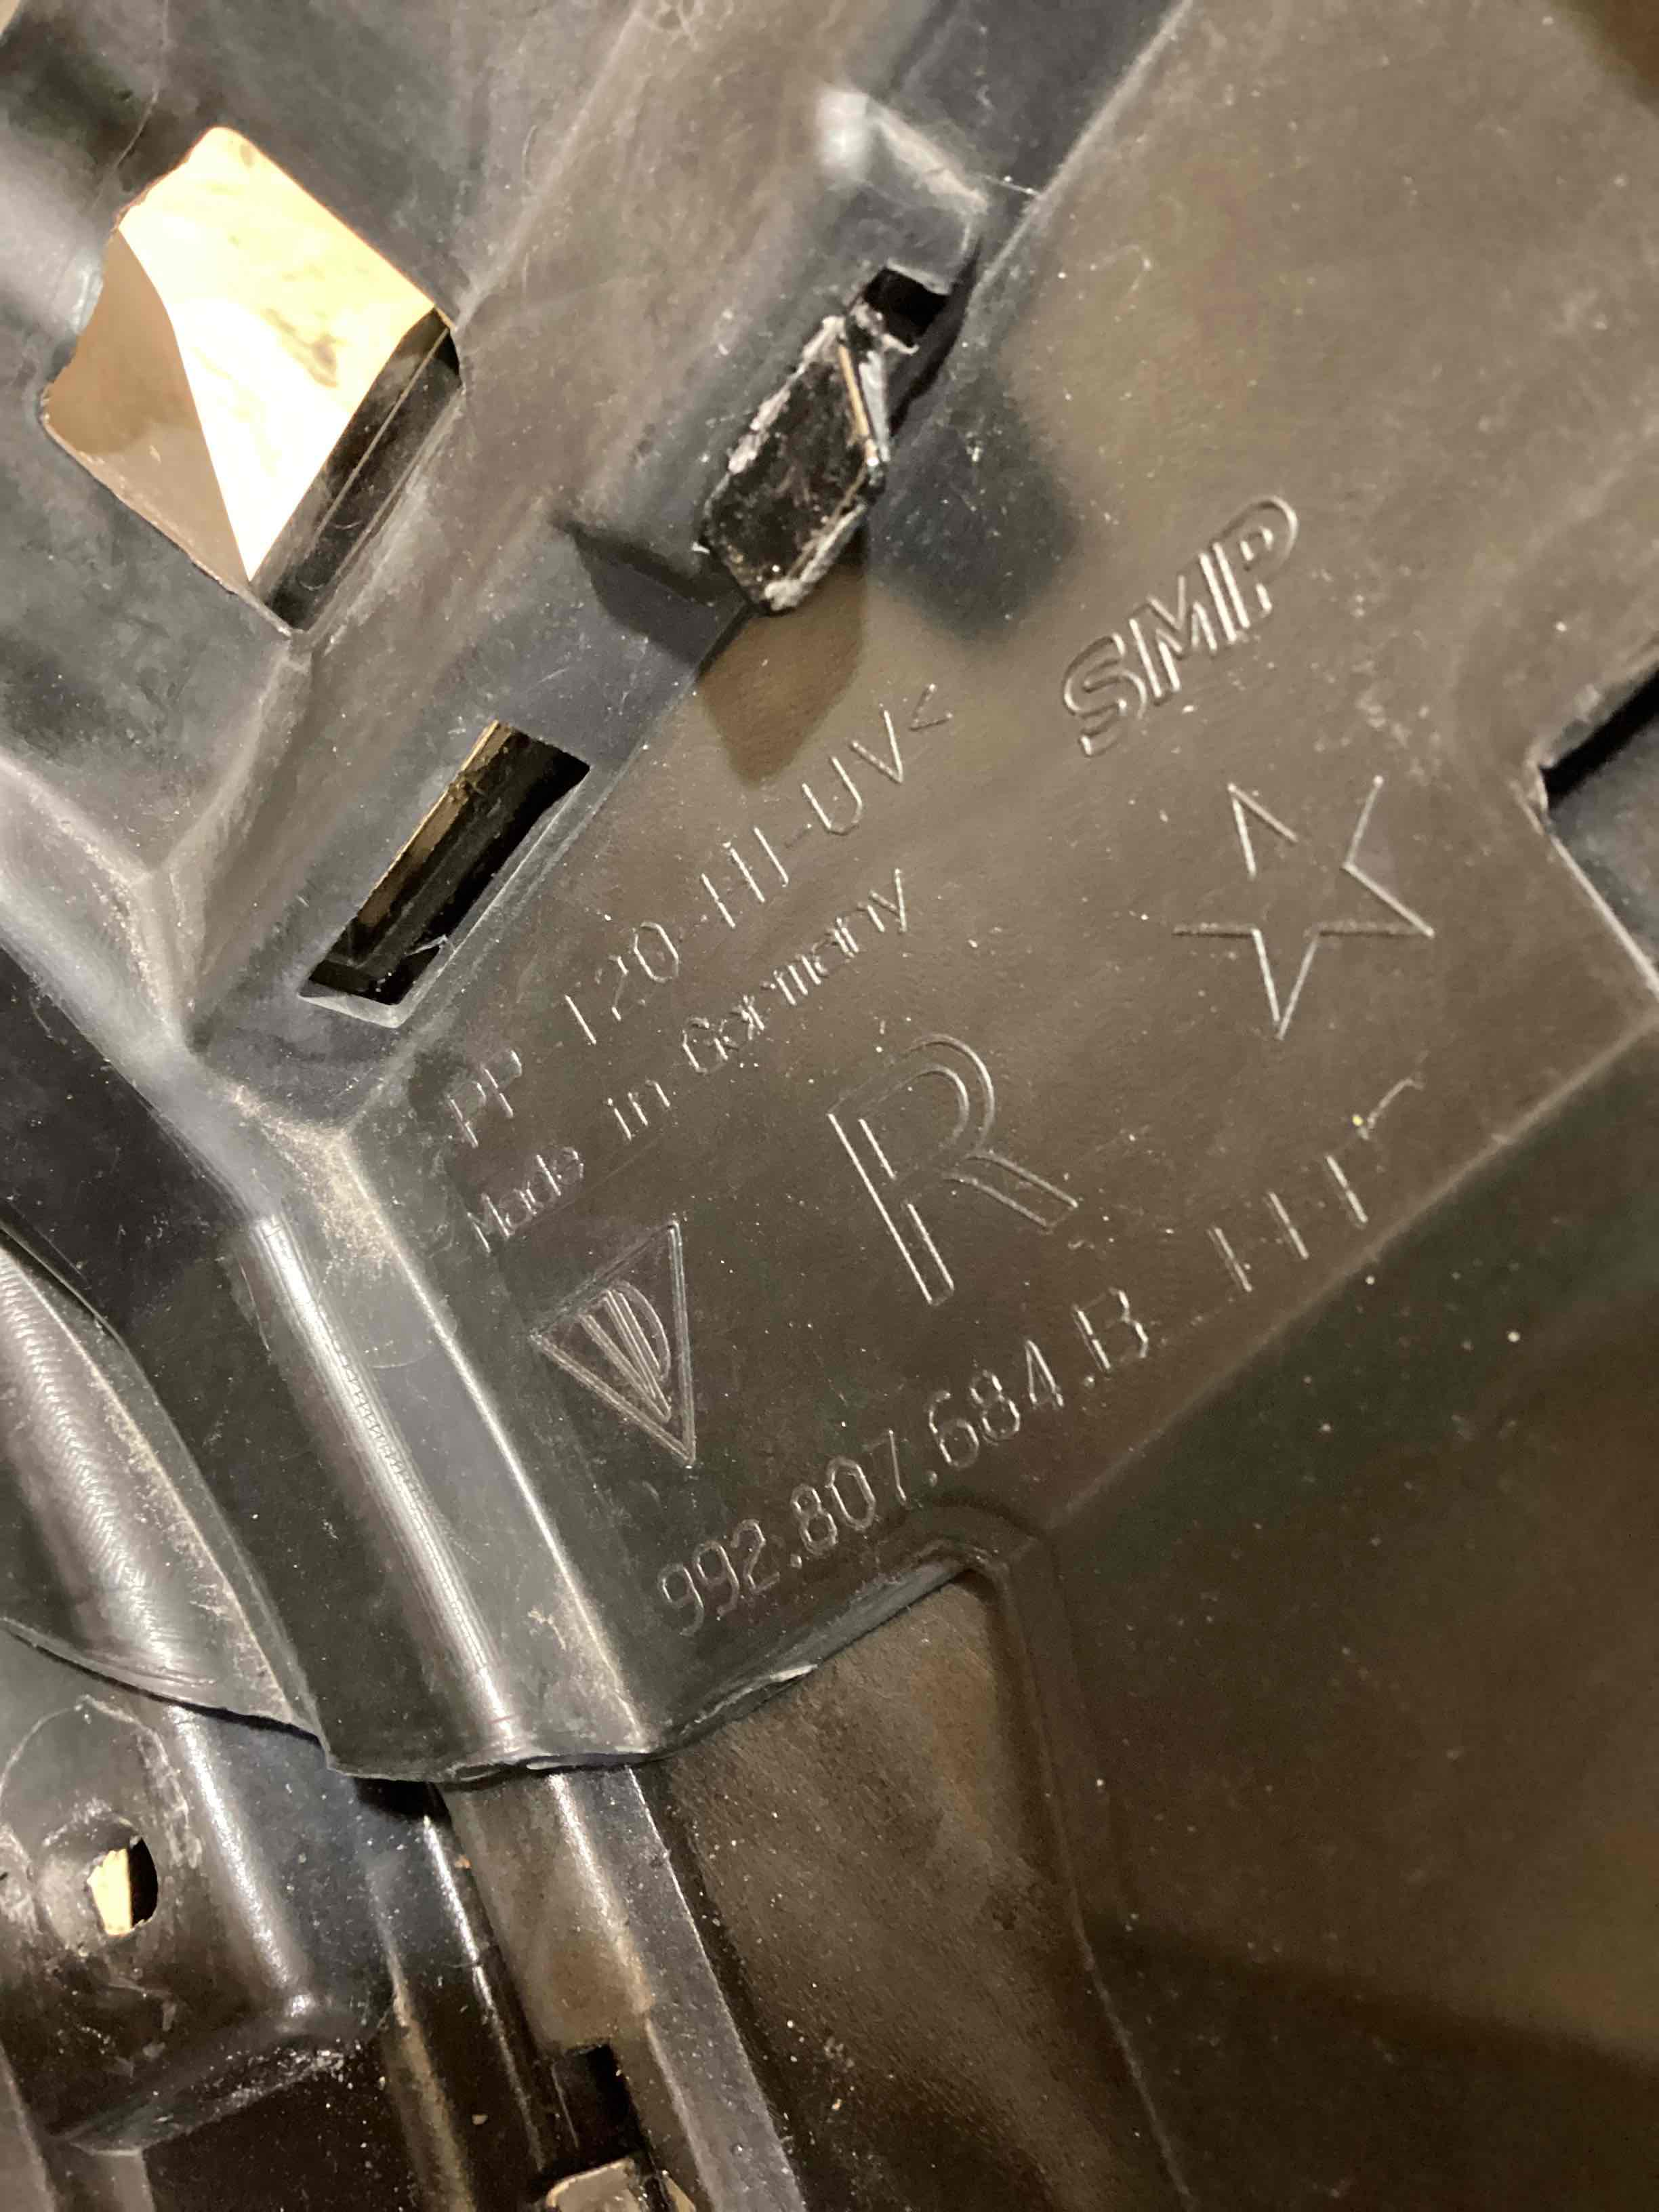 SMP
PP T20-HI-UV<
Made in Germany
R
992.807.684.B